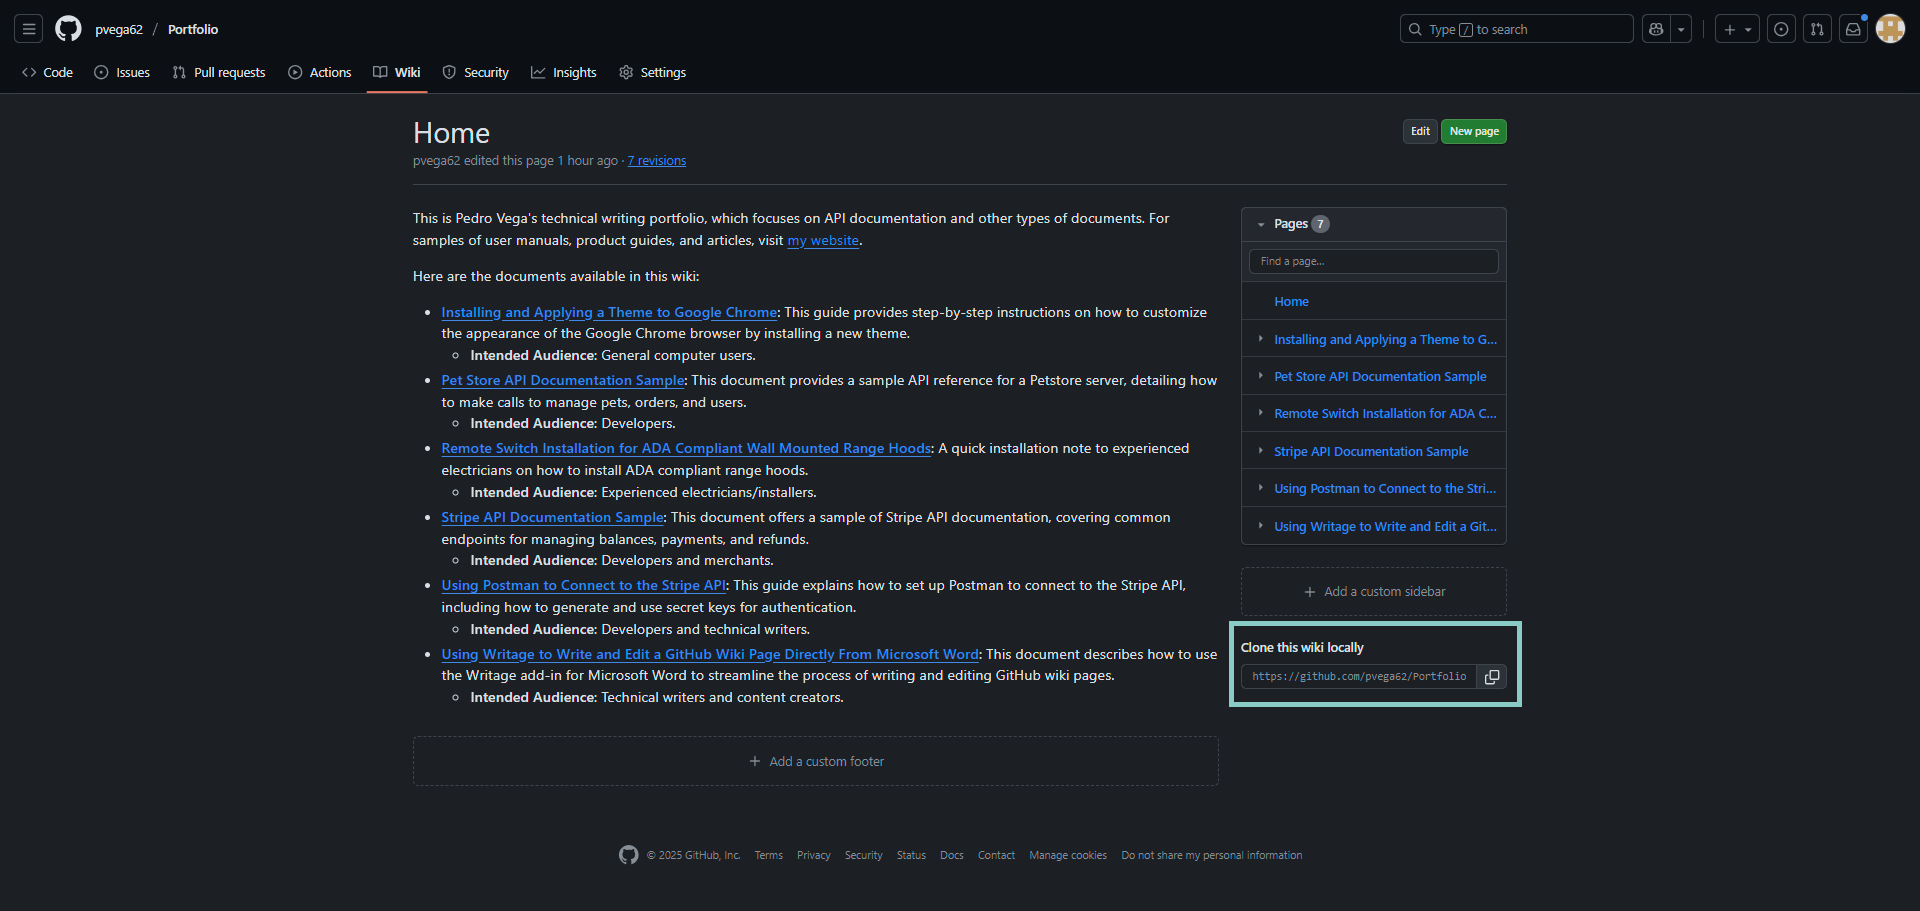 pvega62 / Portfolio
Type / to search
Code
Issues
Pull requests
Actions
Wiki
Security
Insights
Settings
Home
Edit
New page
pvega62 edited this page 1 hour ago · 7 revisions
This is Pedro Vega's technical writing portfolio, which focuses on API documentation and other types of documents. For
samples of user manuals, product guides, and articles, visit my website.
Here are the documents available in this wiki:
Installing and Applying a Theme to Google Chrome: This guide provides step-by-step instructions on how to customize
the appearance of the Google Chrome browser by installing a new theme.
Intended Audience: General computer users.
Pet Store API Documentation Sample: This document provides a sample API reference for a Petstore server, detailing how
to make calls to manage pets, orders, and users.
Intended Audience: Developers.
Remote Switch Installation for ADA Compliant Wall Mounted Range Hoods: A quick installation note to experienced
electricians on how to install ADA compliant range hoods.
Intended Audience: Experienced electricians/installers.
Stripe API Documentation Sample: This document offers a sample of Stripe API documentation, covering common
endpoints for managing balances, payments, and refunds.
Intended Audience: Developers and merchants.
Using Postman to Connect to the Stripe API: This guide explains how to set up Postman to connect to the Stripe API,
including how to generate and use secret keys for authentication.
Intended Audience: Developers and technical writers.
Using Writage to Write and Edit a GitHub Wiki Page Directly From Microsoft Word: This document describes how to use
the Writage add-in for Microsoft Word to streamline the process of writing and editing GitHub wiki pages.
Intended Audience: Technical writers and content creators.
Add a custom footer
Pages 7
Find a page...
Home
Installing and Applying a Theme to G...
Pet Store API Documentation Sample
Remote Switch Installation for ADA C...
Stripe API Documentation Sample
Using Postman to Connect to the Stri...
Using Writage to Write and Edit a Git...
Add a custom sidebar
Clone this wiki locally
https://github.com/pvega62/Portfolio
© 2025 GitHub, Inc.
Terms
Privacy
Security
Status
Docs
Contact
Manage cookies
Do not share my personal information